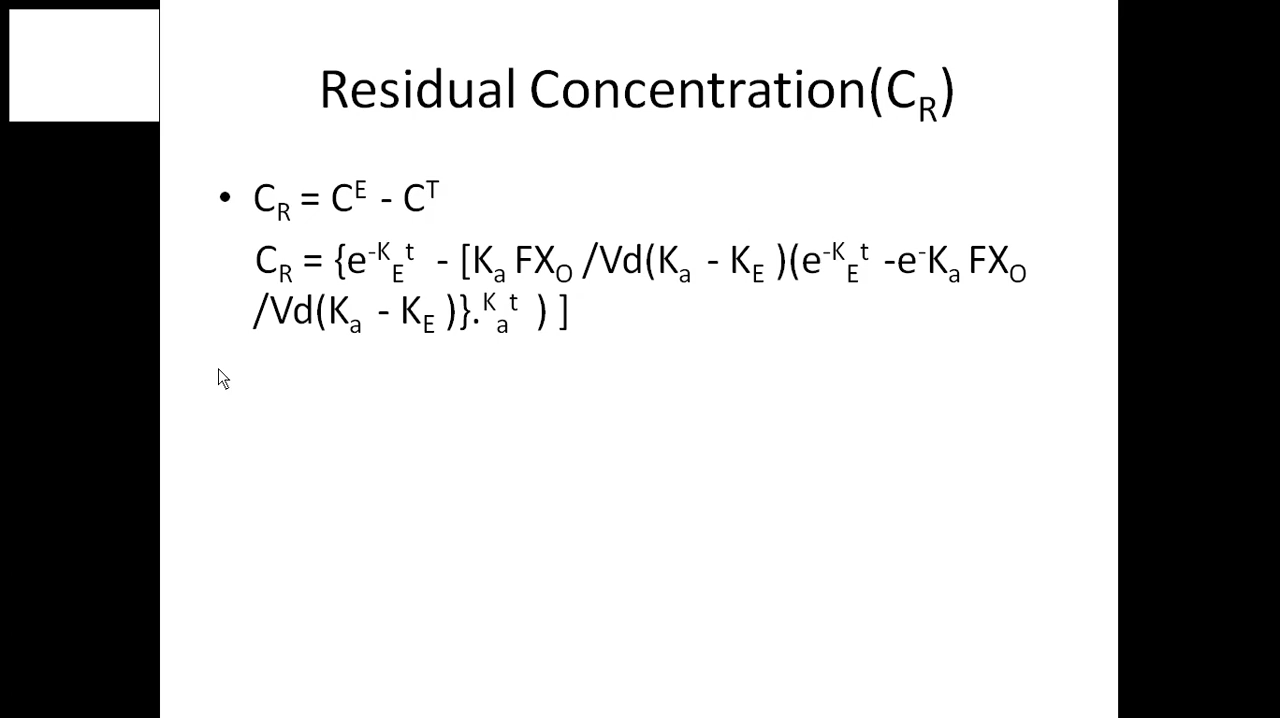 Residual Concentration(C_R)
• C_R = C^E - C^T
C_R = {e^-K_E^t - [K_a FX_O /Vd(K_a - K_E )(e^-K_E^t -e^-K_a FX_O
/Vd(K_a - K_E )}.^K_a^t ) ]